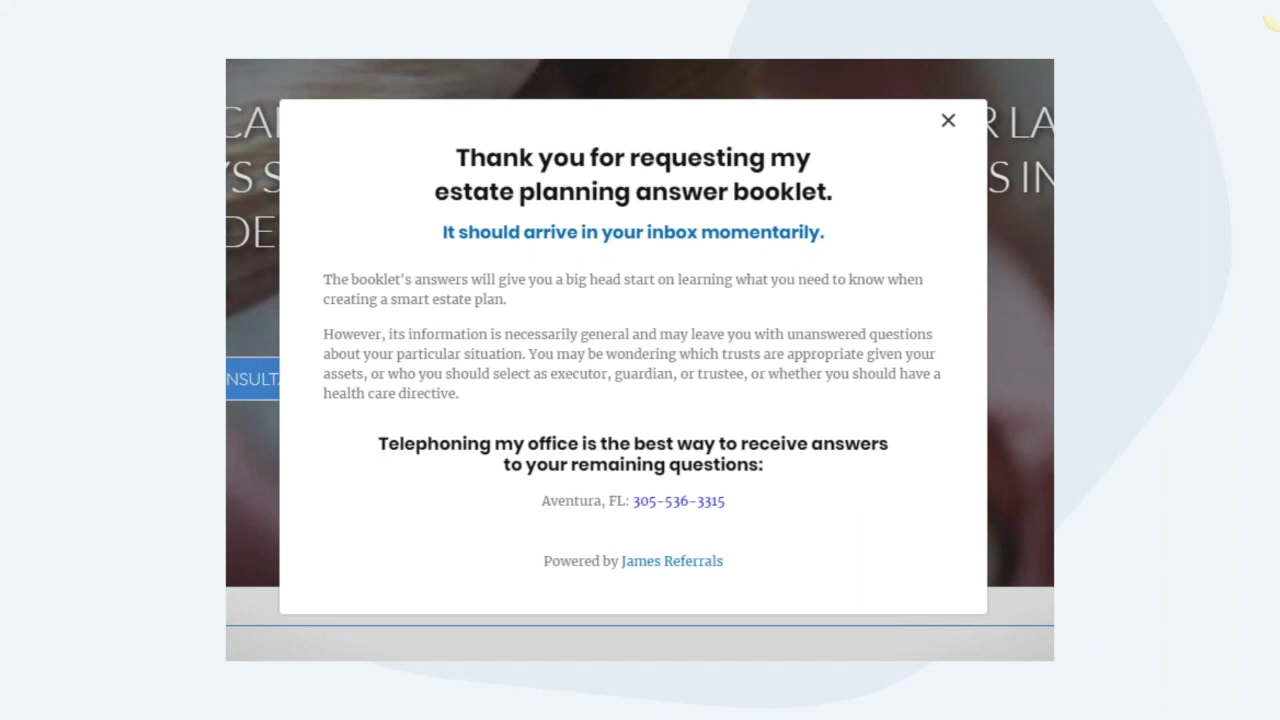 CA
R LA
'S S
S IN
DE
NSULTA
Thank you for requesting my
estate planning answer booklet.
It should arrive in your inbox momentarily.
The booklet's answers will give you a big head start on learning what you need to know when
creating a smart estate plan.
However, its information is necessarily general and may leave you with unanswered questions
about your particular situation. You may be wondering which trusts are appropriate given your
assets, or who you should select as executor, guardian, or trustee, or whether you should have a
health care directive.
Telephoning my office is the best way to receive answers
to your remaining questions:
Aventura, FL: 305-536-3315
Powered by James Referrals